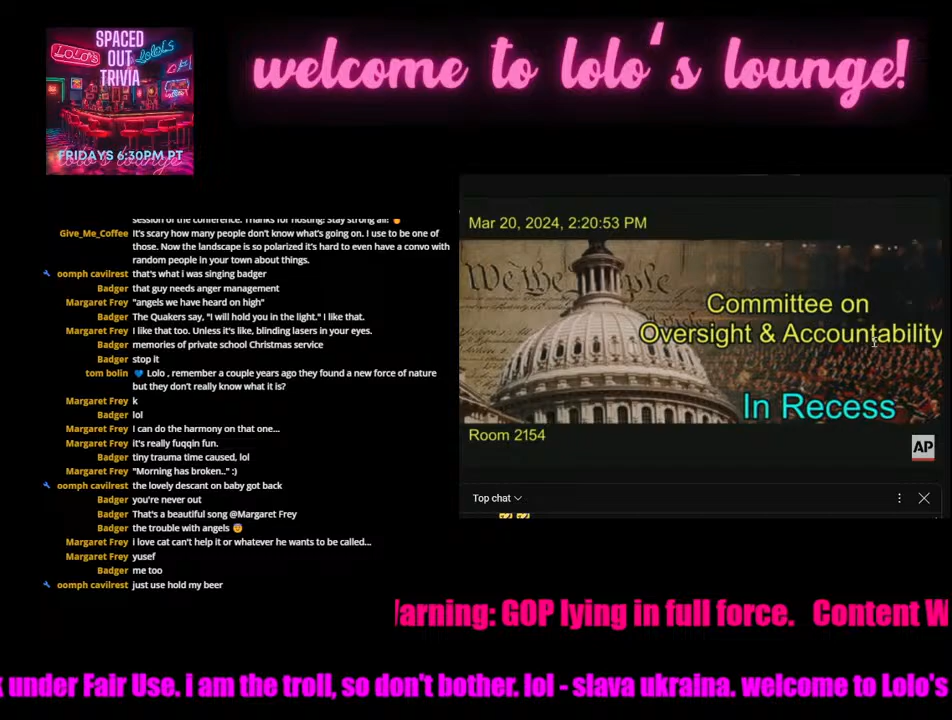 SPACED
OUT
TRIVIA
LOLO'S
LOLOLS
FRIDAYS 6:30PM PT
lolo's lounge
welcome to lolo's lounge!
session of the conference. Thanks for hosting! Stay strong all!
Give_Me_Coffee It's scary how many people don't know what's going on. I use to be one of
those. Now the landscape is so polarized it's hard to even have a convo with
random people in your town about things.
oomph cavilrest that's what i was singing badger
Badger that guy needs anger management
Margaret Frey "angels we have heard on high"
Badger The Quakers say, "I will hold you in the light." I like that.
Margaret Frey I like that too. Unless it's like, blinding lasers in your eyes.
Badger memories of private school Christmas service
Badger stop it
tom bolin 💙 Lolo , remember a couple years ago they found a new force of nature
but they don't really know what it is?
Margaret Frey k
Badger lol
Margaret Frey I can do the harmony on that one...
Margaret Frey it's really fuqqin fun.
Badger tiny trauma time caused, lol
Margaret Frey "Morning has broken.." :)
oomph cavilrest the lovely descant on baby got back
Badger you're never out
Badger That's a beautiful song @Margaret Frey
Badger the trouble with angels 😇
Margaret Frey i love cat can't help it or whatever he wants to be called...
Margaret Frey yusef
Badger me too
oomph cavilrest just use hold my beer
Mar 20, 2024, 2:20:53 PM
We the People
Committee on
Oversight & Accountability
In Recess
Room 2154
AP
Top chat
arning: GOP lying in full force. Content W
under Fair Use. i am the troll, so don't bother. lol - slava ukraina. welcome to Lolo's